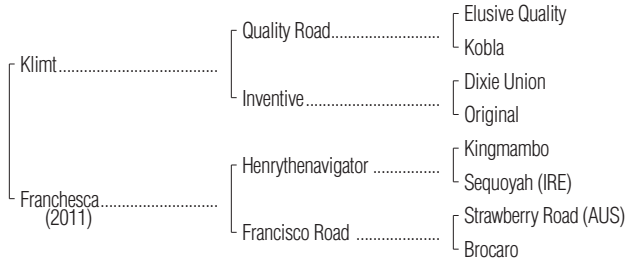 Elusive Quality
Quality Road
Kobla
Klimt
Dixie Union
Inventive
Original
Kingmambo
Henrythenavigator
Sequoyah (IRE)
Franchesca
(2011)
Strawberry Road (AUS)
Francisco Road
Brocaro